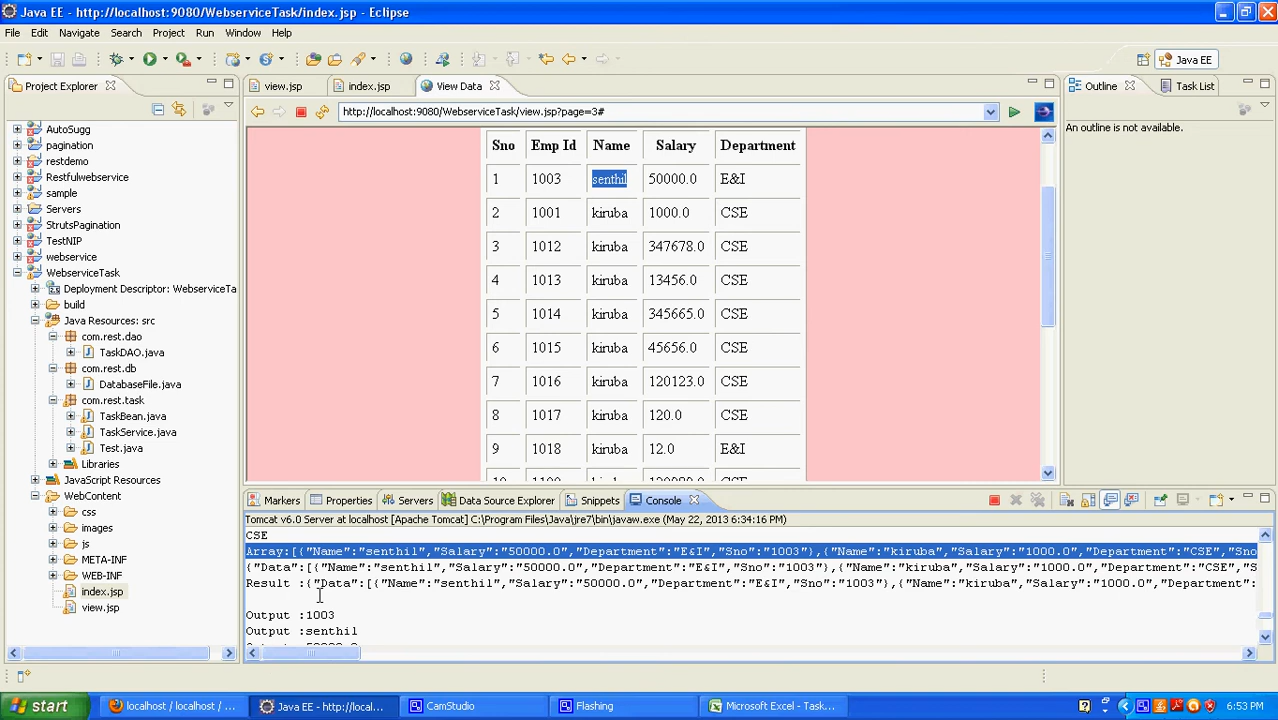 Java EE - http://localhost:9080/WebserviceTask/index.jsp - Eclipse
File Edit Navigate Search Project Run Window Help
Java EE
Project Explorer
view.jsp index.jsp View Data
Outline Task List
http://localhost:9080/WebserviceTask/view.jsp?page=3#
An outline is not available.
AutoSugg
pagination
restdemo
Restfulwebservice
sample
Servers
StrutsPagination
TestNIP
webservice
WebserviceTask
Deployment Descriptor: WebserviceTa
build
Java Resources: src
com.rest.dao
TaskDAO.java
com.rest.db
DatabaseFile.java
com.rest.task
TaskBean.java
TaskService.java
Test.java
Libraries
JavaScript Resources
WebContent
css
images
js
META-INF
WEB-INF
index.jsp
view.jsp
Sno Emp Id Name Salary Department
1 1003 senthil 50000.0 E&I
2 1001 kiruba 1000.0 CSE
3 1012 kiruba 347678.0 CSE
4 1013 kiruba 13456.0 CSE
5 1014 kiruba 345665.0 CSE
6 1015 kiruba 45656.0 CSE
7 1016 kiruba 120123.0 CSE
8 1017 kiruba 120.0 CSE
9 1018 kiruba 12.0 E&I
Markers Properties Servers Data Source Explorer Snippets Console
Tomcat v6.0 Server at localhost [Apache Tomcat] C:\Program Files\Java\jre7\bin\javaw.exe (May 22, 2013 6:34:16 PM)
CSE
Array:[{"Name":"senthil","Salary":"50000.0","Department":"E&I","Sno":"1003"},{"Name":"kiruba","Salary":"1000.0","Department":"CSE","Sno
{"Data":[{"Name":"senthil","Salary":"50000.0","Department":"E&I","Sno":"1003"},{"Name":"kiruba","Salary":"1000.0","Department":"CSE","S
Result :{"Data":[{"Name":"senthil","Salary":"50000.0","Department":"E&I","Sno":"1003"},{"Name":"kiruba","Salary":"1000.0","Department":
Output :1003
Output :senthil
start localhost / localhost / ... Java EE - http://local... CamStudio Flashing Microsoft Excel - Task... 6:53 PM